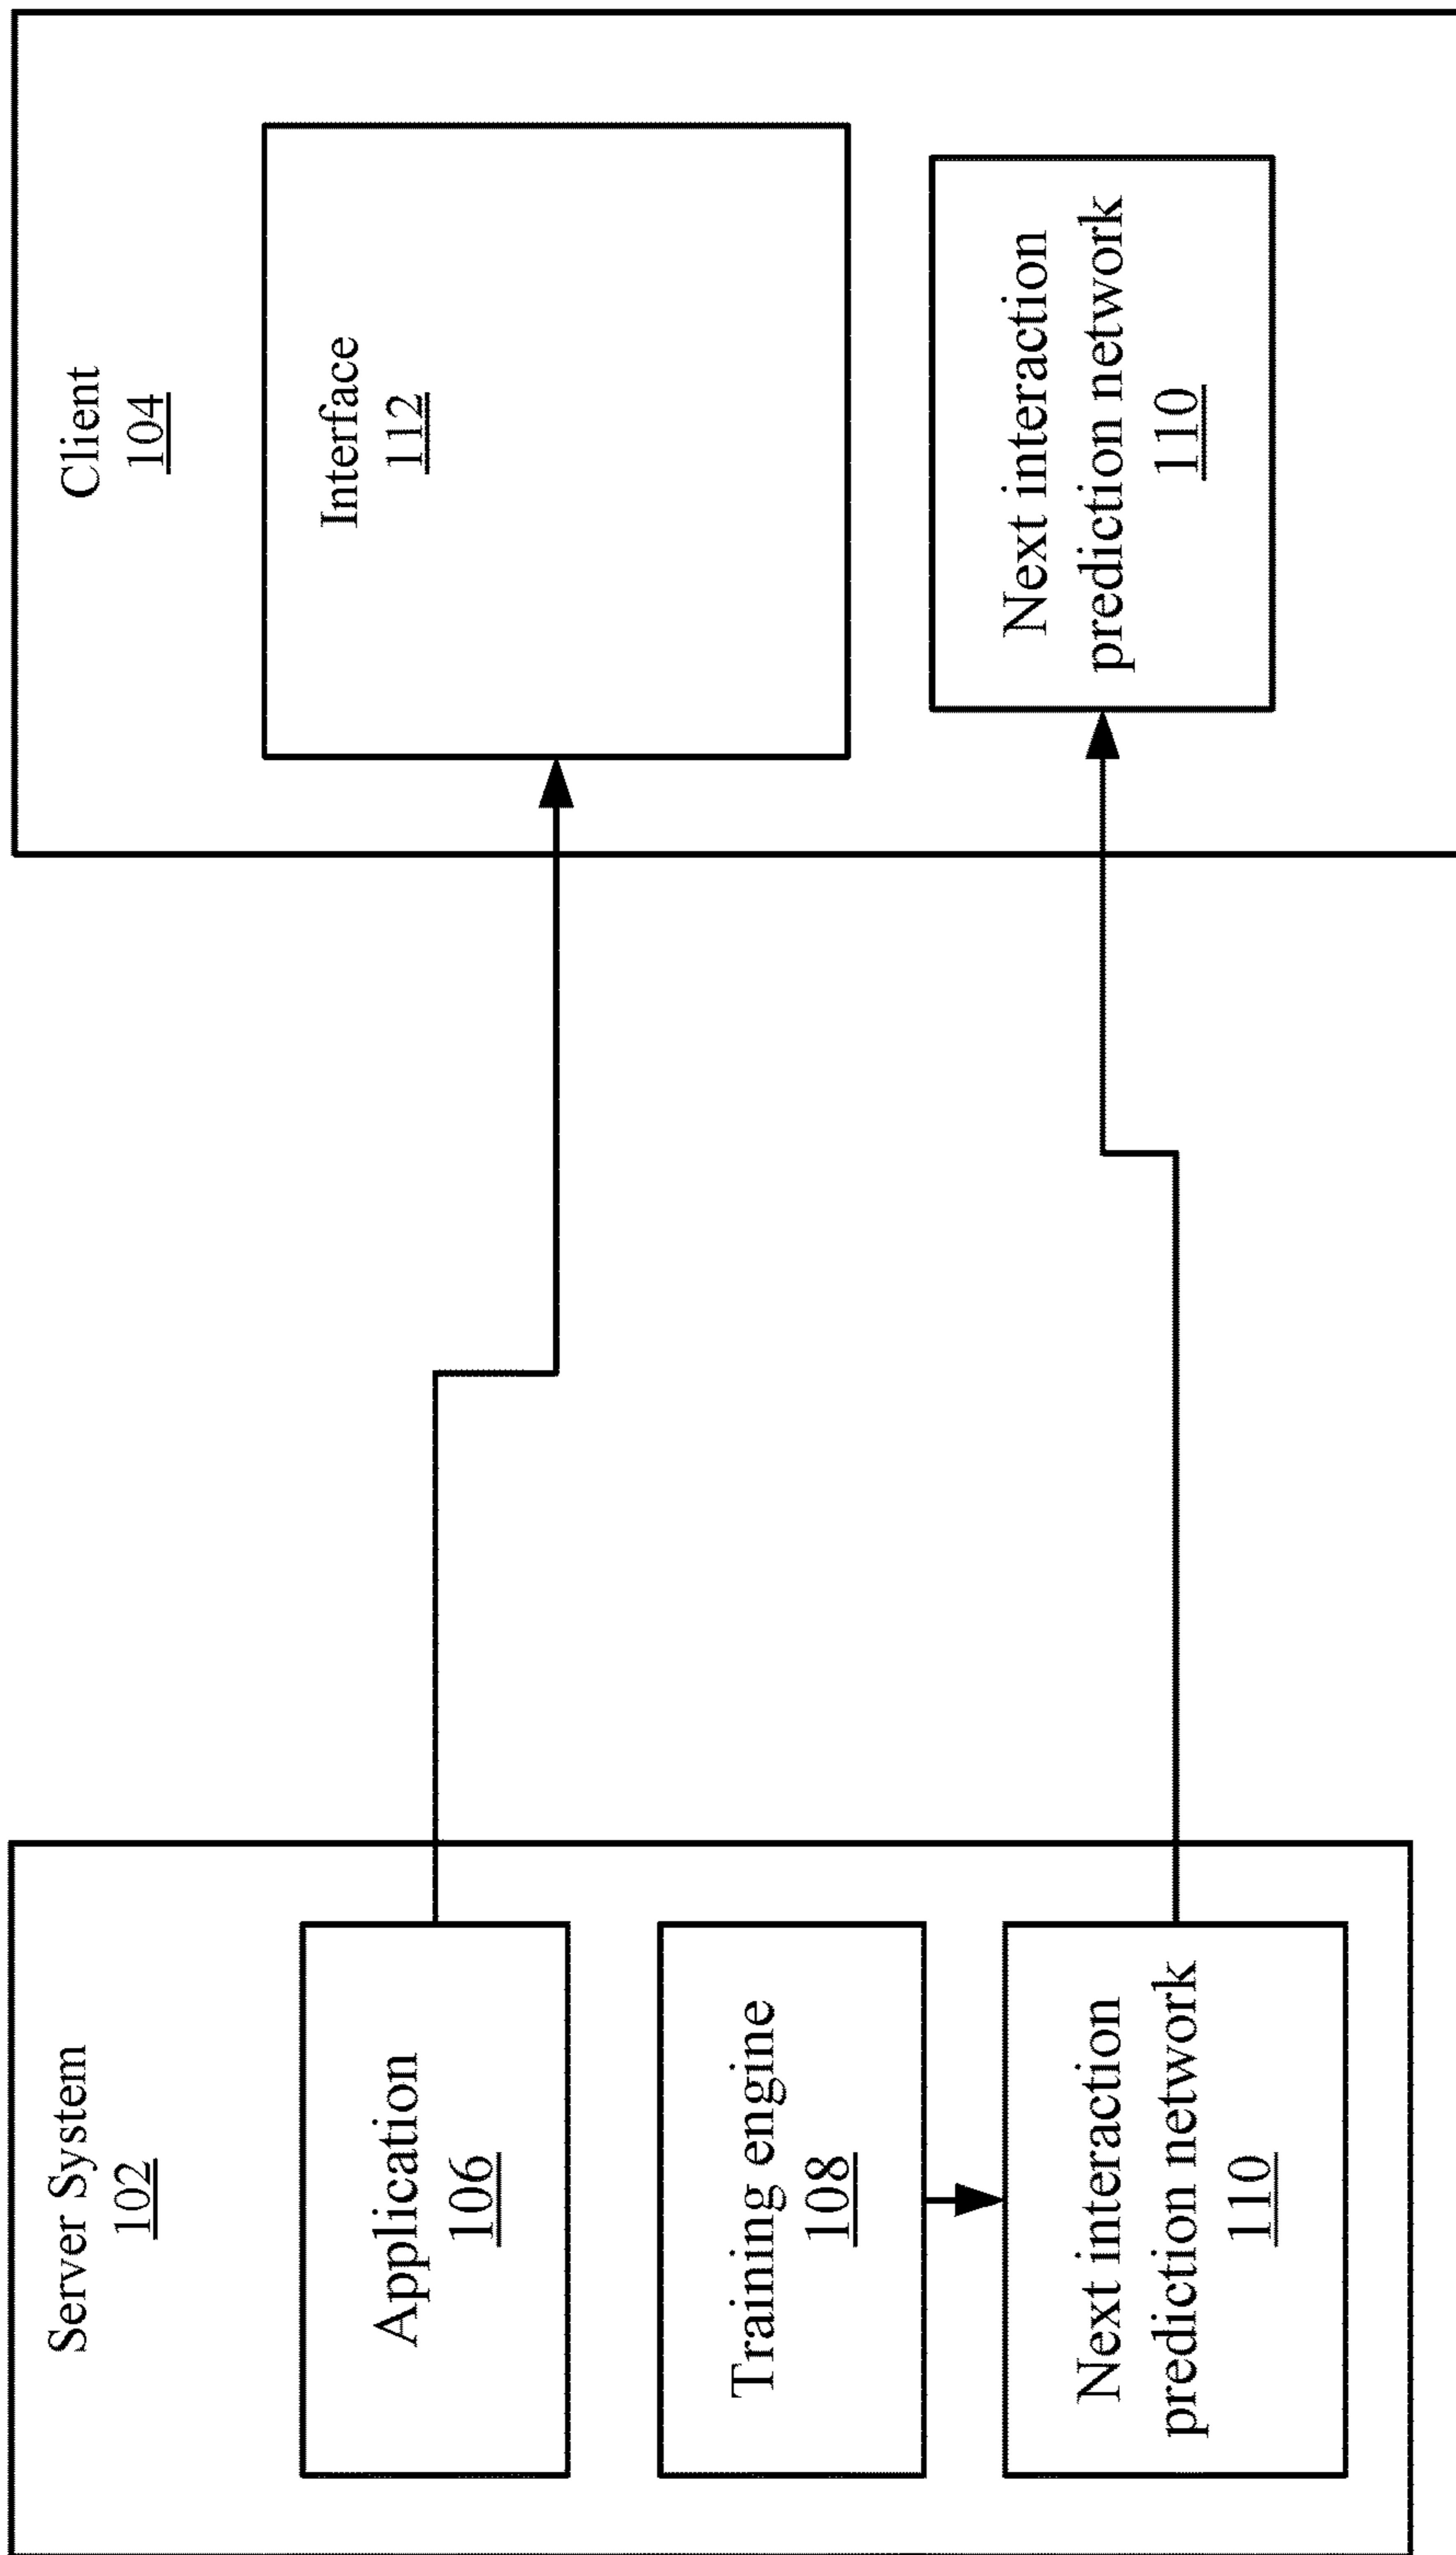 Server System
102
Application
106
Training engine
108
Next interaction
prediction network
110
Client
104
Interface
112
Next interaction
prediction network
110